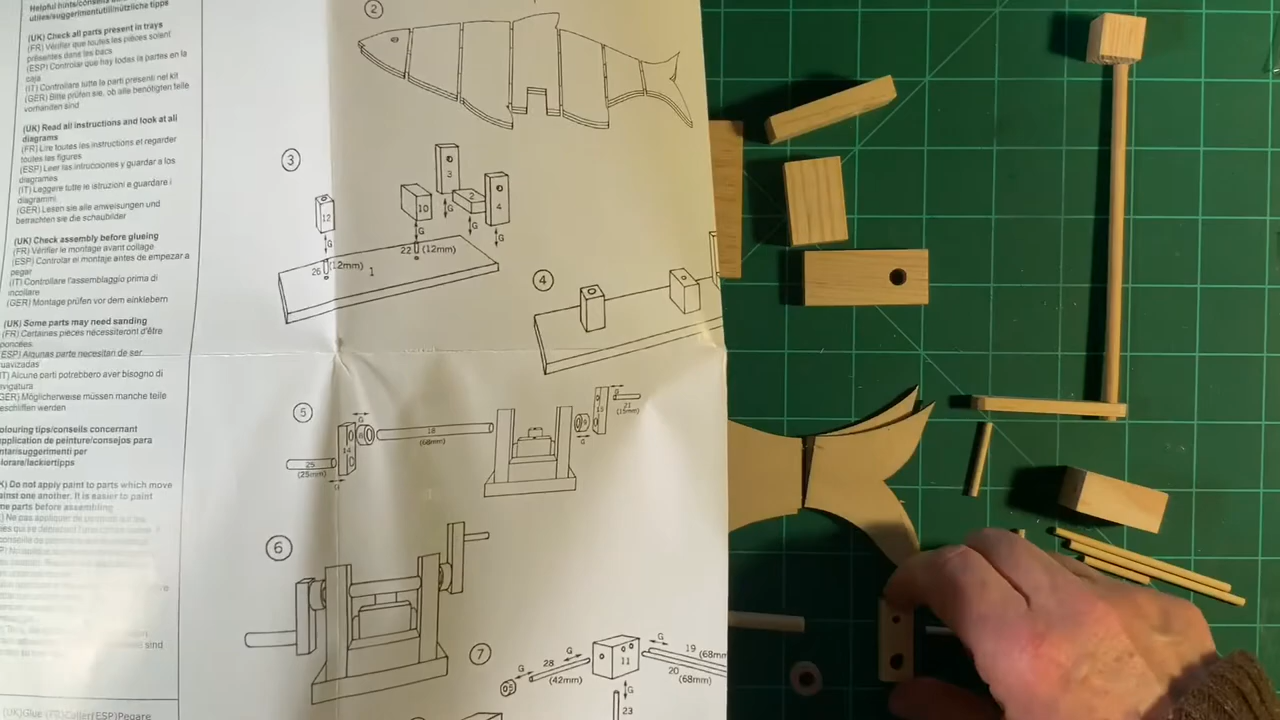 Helpful hints/conseils
utiles/suggerimentutili/nützliche tipps
(UK) Check all parts present in trays
(FR) Vérifier que toutes les pièces soient
présentes dans les bacs
(ESP) Controlar que hay todas la partes en la
caja
(IT) Controllare tutte le parti presenti nel kit
(GER) Bitte prüfen sie, ob alle benötigten teile
vorhanden sind
(UK) Read all instructions and look at all
diagrams
(FR) Lire toutes les instructions et regarder
toutes les figures
(ESP) Leer las intrucciones y guardar a los
diagrames
(IT) Leggere tutte le istruzioni e guardare i
diagrammi
(GER) Lesen sie alle anweisungen und
betrachten sie die schaubilder
(UK) Check assembly before glueing
(FR) Vérifier le montage avant collage
(ESP) Controlar el montaje antes de empezar a
pegar
(IT) Controllare l'assemblaggio prima di
incollare
(GER) Montage prüfen vor dem einkleben
(UK) Some parts may need sanding
(FR) Certaines pièces nécessiteront d'être
poncées
(ESP) Algunas parte necesitan de ser
suavizadas
IT) Alcune parti potrebbero aver bisogno di
GER) Möglicherweise müssen manche teile
geschliffen werden
olouring tips/conseils concernant
application de peinture/consejos para
) Do not apply paint to parts which move
ainst one another. It is easier to paint
parts before assembling
(UK)Glue (FR)Coller(ESP)Pegare
2
3
12
G
26
(12mm)
1
10
G
22
(12mm)
3
G
2
G
4
G
4
5
25
(25mm)
14
G
G
18
(68mm)
G
G
21
(15mm)
6
7
28
(42mm)
G
G
11
G
19 (68mm
20 (68mm)
G
23